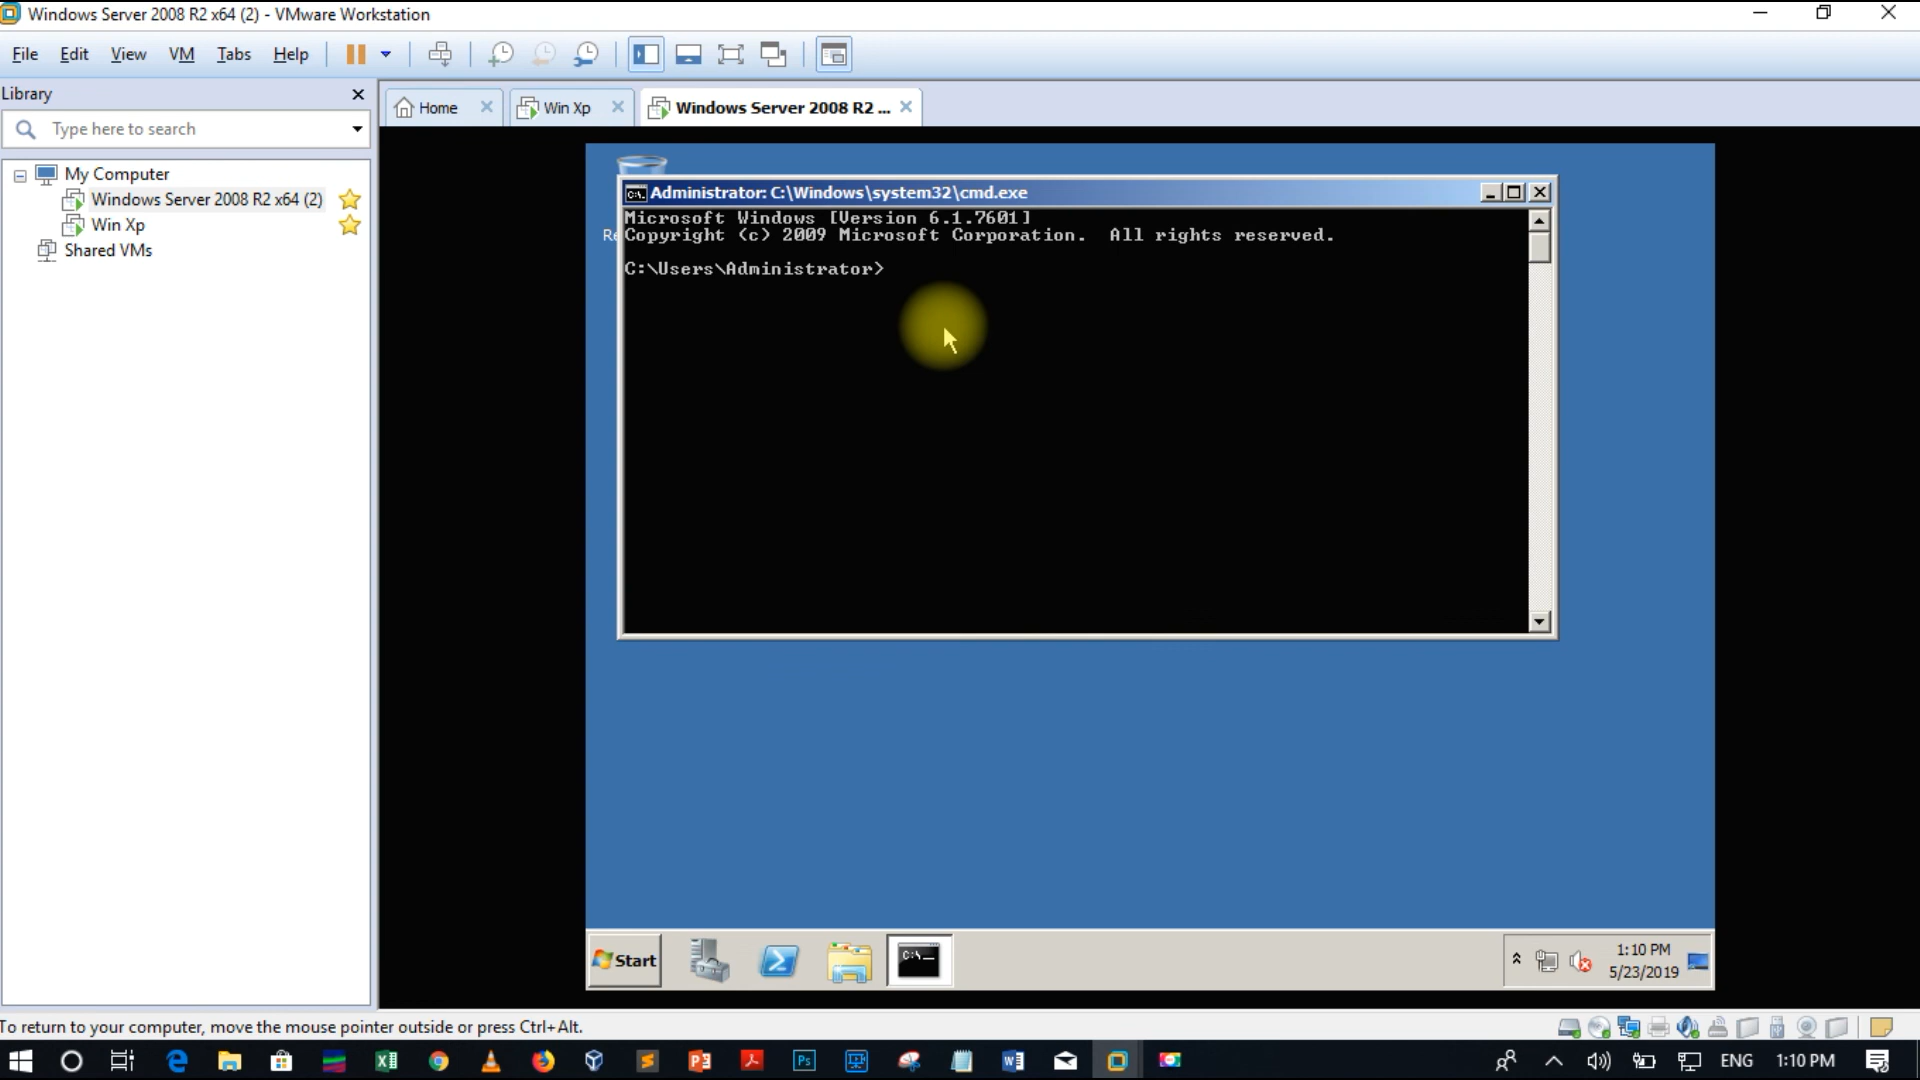 Windows Server 2008 R2 x64 (2) - VMware Workstation
File Edit View VM Tabs Help
Library
Type here to search
My Computer
Windows Server 2008 R2 x64 (2)
Win Xp
Shared VMs
Home
Win Xp
Windows Server 2008 R2 ...
Administrator: C:\Windows\system32\cmd.exe
Microsoft Windows [Version 6.1.7601]
Copyright (c) 2009 Microsoft Corporation.  All rights reserved.
C:\Users\Administrator>
Re
Start
1:10 PM
5/23/2019
To return to your computer, move the mouse pointer outside or press Ctrl+Alt.
ENG 1:10 PM